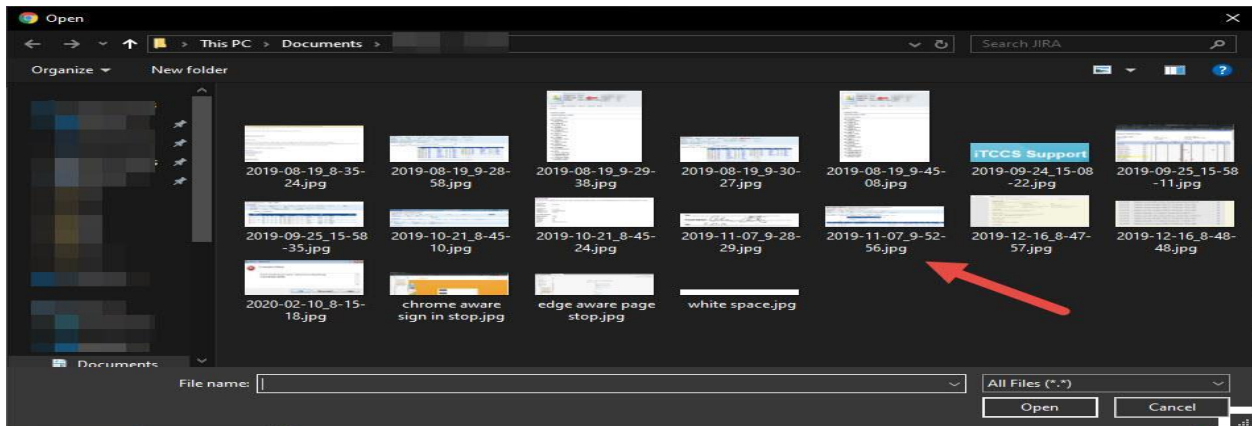 Open
This PC > Documents >
Search JIRA
Organize
New folder
2019-08-19_8-35-
24.jpg
2019-08-19_9-28-
58.jpg
2019-08-19_9-29-
38.jpg
2019-08-19_9-30-
27.jpg
2019-08-19_9-45-
08.jpg
iTCCS Support
2019-09-24_15-08
-22.jpg
2019-09-25_15-58
-11.jpg
2019-09-25_15-58
-35.jpg
2019-10-21_8-45-
10.jpg
2019-10-21_8-45-
24.jpg
2019-11-07_9-28-
29.jpg
2019-11-07_9-52-
56.jpg
2019-12-16_8-47-
57.jpg
2019-12-16_8-48-
48.jpg
2020-02-10_8-15-
18.jpg
chrome aware
sign in stop.jpg
edge aware page
stop.jpg
white space.jpg
Documents
File name:
All Files (*.*)
Open
Cancel